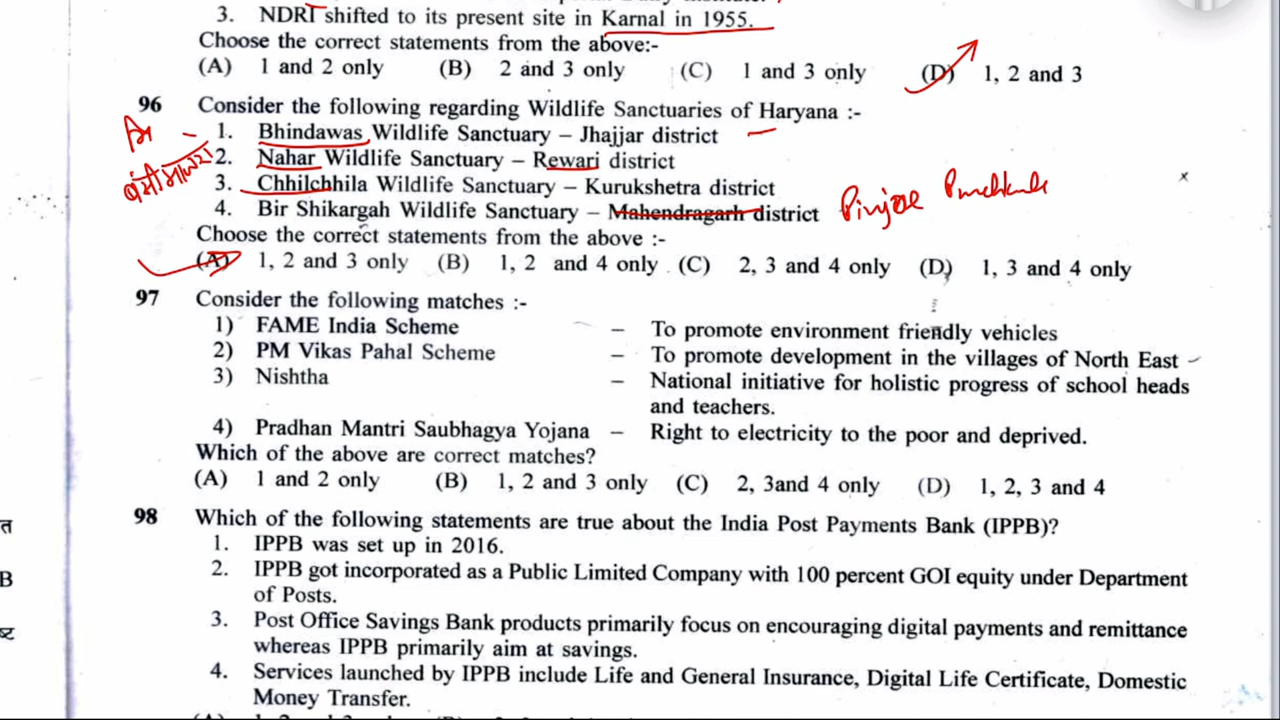 3. NDRI shifted to its present site in Karnal in 1955.
Choose the correct statements from the above:-
(A) 1 and 2 only (B) 2 and 3 only (C) 1 and 3 only (D) 1, 2 and 3
96 Consider the following regarding Wildlife Sanctuaries of Haryana :-
1. Bhindawas Wildlife Sanctuary – Jhajjar district
2. Nahar Wildlife Sanctuary – Rewari district
3. Chhilchhila Wildlife Sanctuary – Kurukshetra district
4. Bir Shikargah Wildlife Sanctuary – Mahendragarh district Pinjore Panchkula
Choose the correct statements from the above :-
(A) 1, 2 and 3 only (B) 1, 2 and 4 only (C) 2, 3 and 4 only (D) 1, 3 and 4 only
97 Consider the following matches :-
1) FAME India Scheme – To promote environment friendly vehicles
2) PM Vikas Pahal Scheme – To promote development in the villages of North East
3) Nishtha – National initiative for holistic progress of school heads
and teachers.
4) Pradhan Mantri Saubhagya Yojana – Right to electricity to the poor and deprived.
Which of the above are correct matches?
(A) 1 and 2 only (B) 1, 2 and 3 only (C) 2, 3and 4 only (D) 1, 2, 3 and 4
98 Which of the following statements are true about the India Post Payments Bank (IPPB)?
1. IPPB was set up in 2016.
2. IPPB got incorporated as a Public Limited Company with 100 percent GOI equity under Department
of Posts.
3. Post Office Savings Bank products primarily focus on encouraging digital payments and remittance
whereas IPPB primarily aim at savings.
4. Services launched by IPPB include Life and General Insurance, Digital Life Certificate, Domestic
Money Transfer.
त
B
ष्ट